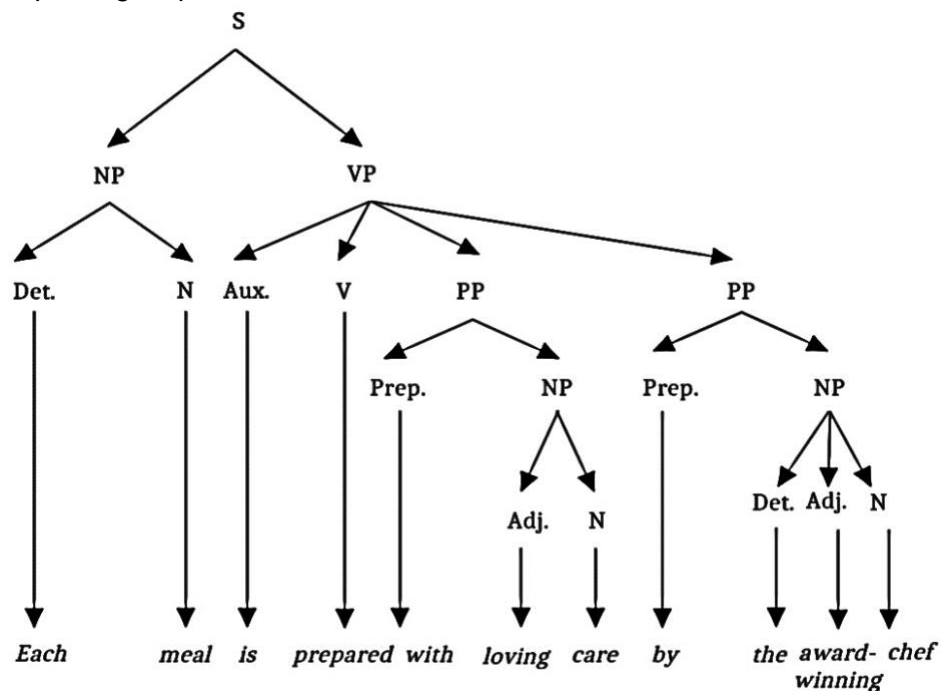 S
NP VP
Det. N Aux. V PP PP
Prep. NP Prep. NP
Det. Adj. N
Adj. N
Each meal is prepared with loving care by the award- chef
winning